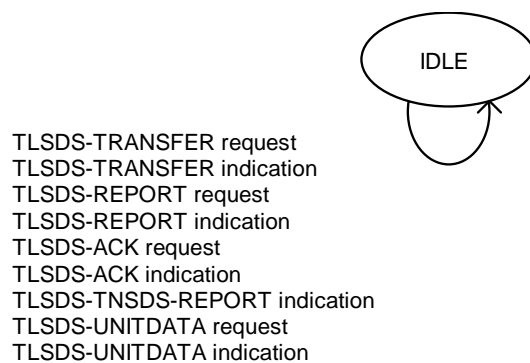 IDLE
TLSDS-TRANSFER request
TLSDS-TRANSFER indication
TLSDS-REPORT request
TLSDS-REPORT indication
TLSDS-ACK request
TLSDS-ACK indication
TLSDS-TNSDS-REPORT indication
TLSDS-UNITDATA request
TLSDS-UNITDATA indication